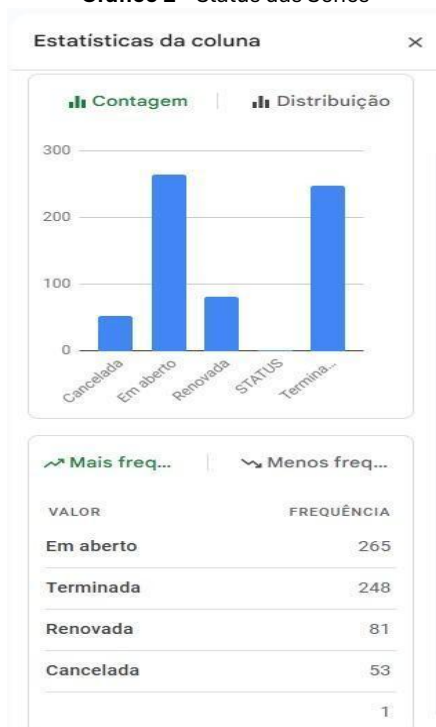 Estatísticas da coluna ×
Contagem | Distribuição
300
200
100
0
Cancelada Em aberto Renovada STATUS Termina...
Mais freq... | Menos freq...
VALOR FREQUÊNCIA
Em aberto 265
Terminada 248
Renovada 81
Cancelada 53
1